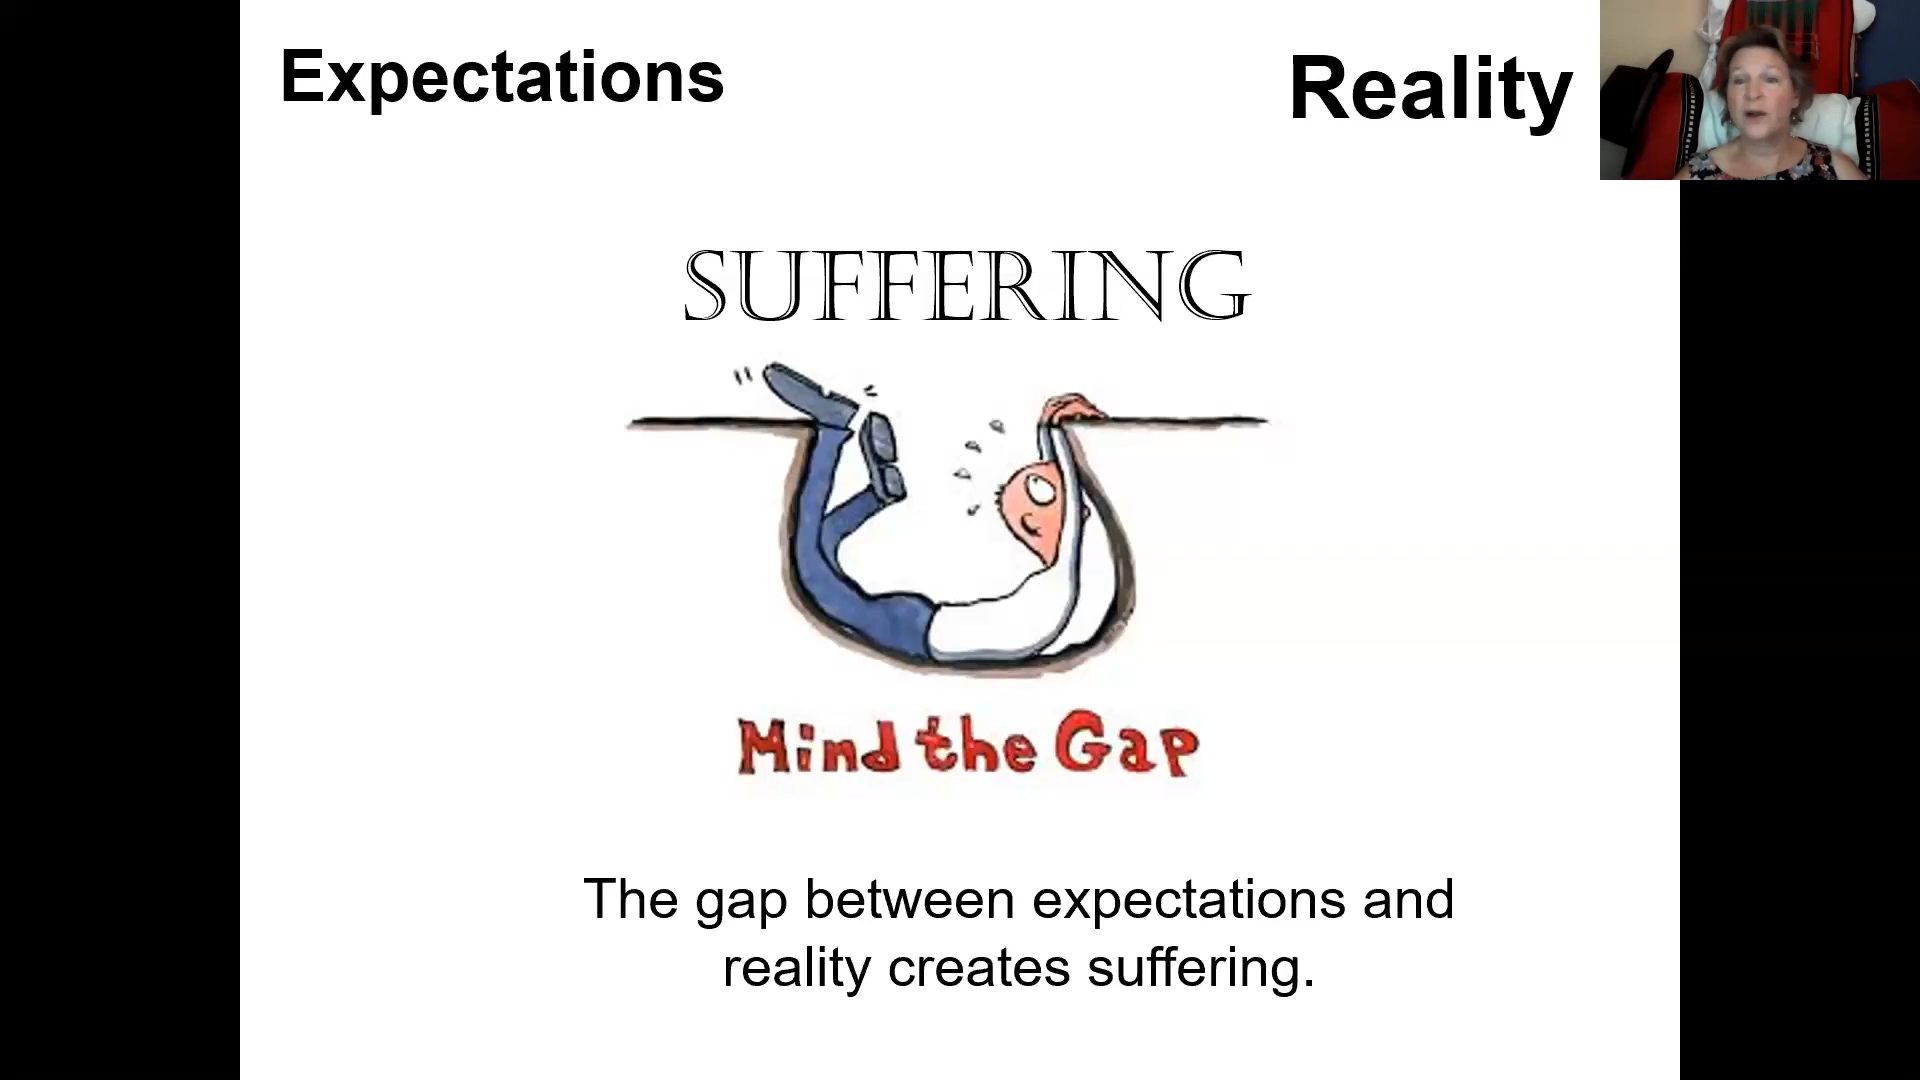 Expectations
Reality
SUFFERING
Mind the Gap
The gap between expectations and
reality creates suffering.